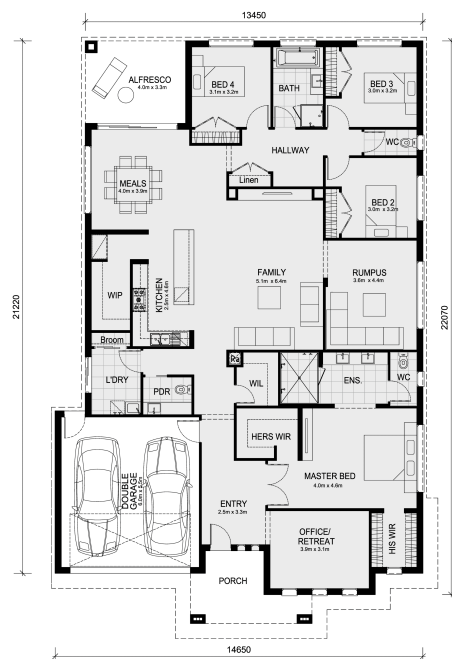 13450
ALFRESCO
4.0m x 3.3m
BED 4
3.1m x 3.2m
BATH
BED 3
3.0m x 3.2m
HALLWAY
WC
Linen
MEALS
4.0m x 3.9m
BED 2
3.0m x 3.2m
21220
22070
WIP
KITCHEN
2.5m x 4.6m
FAMILY
5.1m x 6.4m
RUMPUS
3.6m x 4.4m
Broom
L'DRY
PDR
WIL
ENS.
WC
HERS WIR
MASTER BED
4.0m x 4.6m
DOUBLE
GARAGE
ENTRY
2.5m x 3.3m
OFFICE/
RETREAT
3.9m x 3.1m
HIS WIR
PORCH
14650